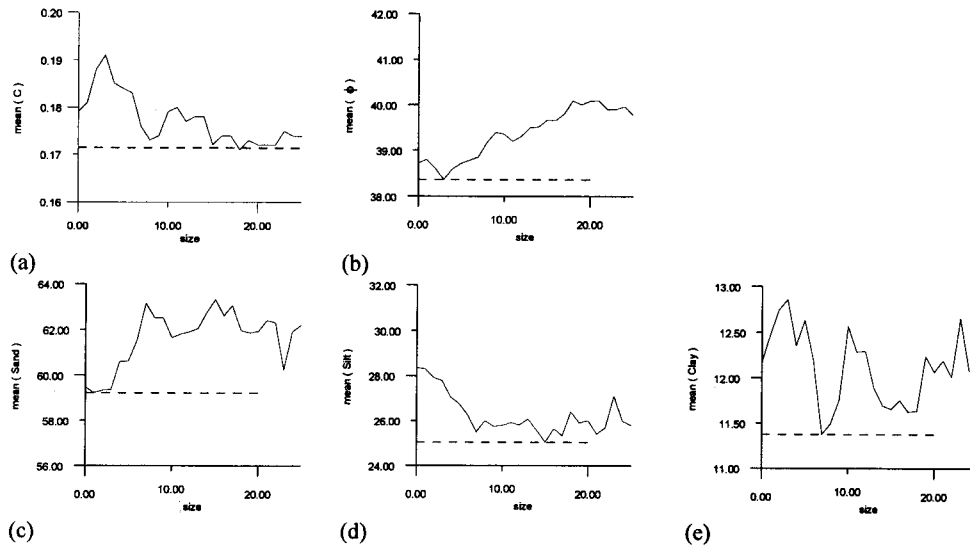 0.20
0.19
0.18
0.17
0.16
mean ( C )
0.00 10.00 20.00
size
(a)
42.00
41.00
40.00
39.00
38.00
mean ( ϕ )
0.00 10.00 20.00
size
(b)
64.00
62.00
60.00
58.00
56.00
mean ( Sand )
0.00 10.00 20.00
size
(c)
32.00
30.00
28.00
26.00
24.00
mean ( Silt )
0.00 10.00 20.00
size
(d)
13.00
12.50
12.00
11.50
11.00
mean ( Clay )
0.00 10.00 20.00
size
(e)